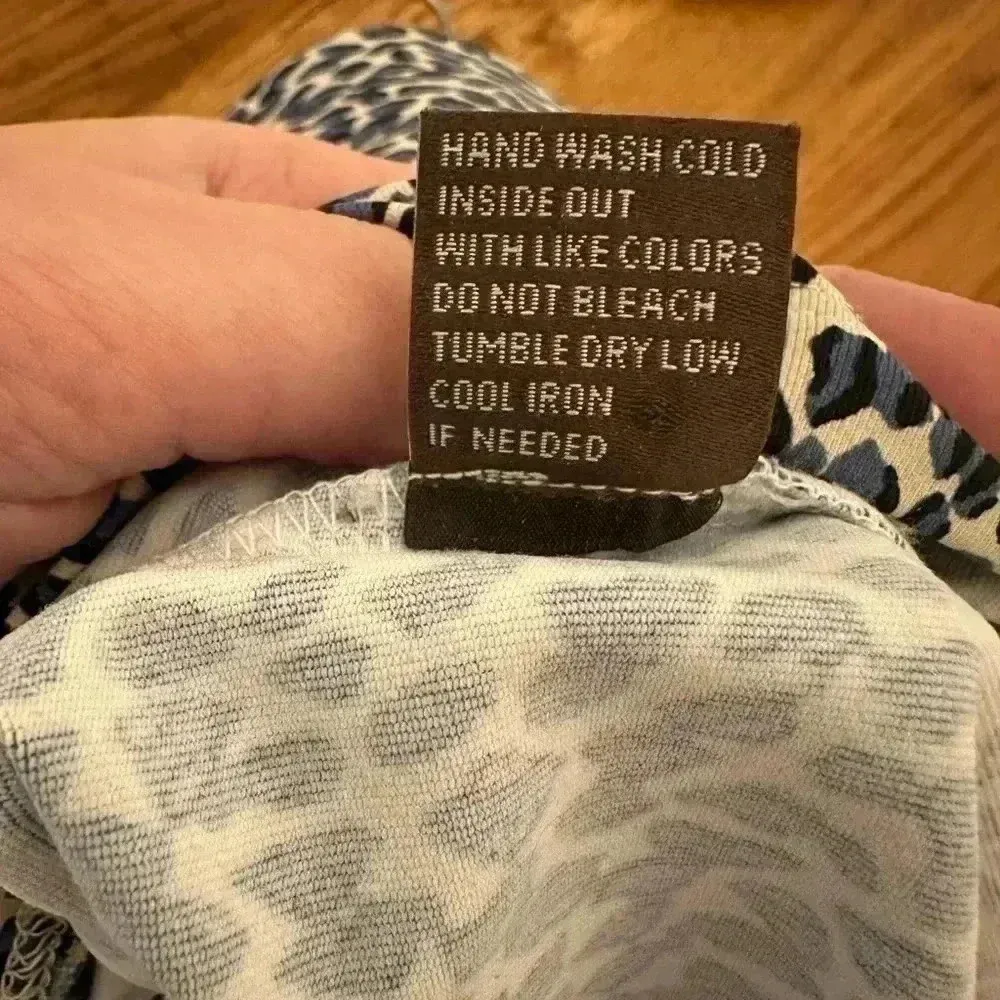 HAND WASH COLD
INSIDE OUT
WITH LIKE COLORS
DO NOT BLEACH
TUMBLE DRY LOW
COOL IRON
IF NEEDED